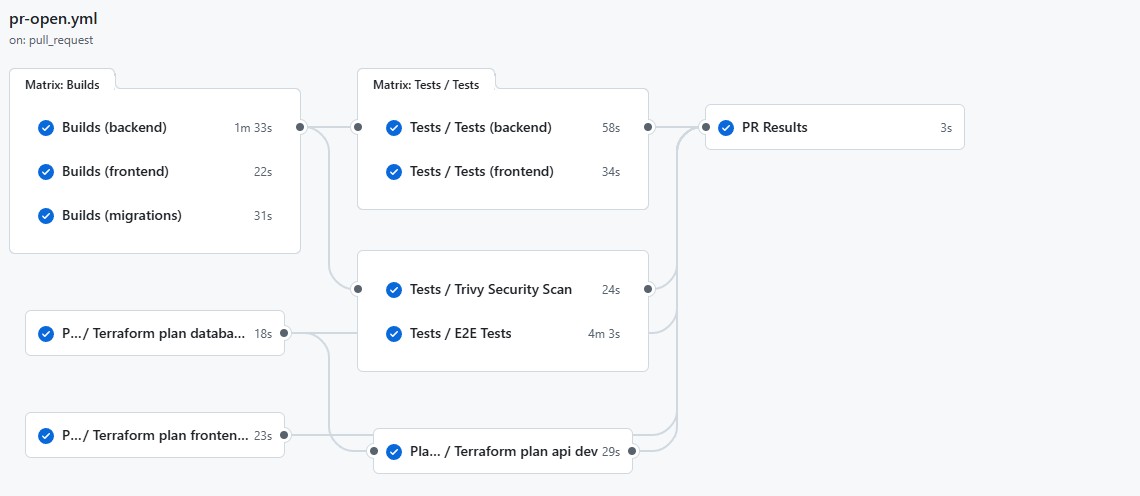 pr-open.yml
on: pull_request
Matrix: Builds
Builds (backend) 1m 33s
Builds (frontend) 22s
Builds (migrations) 31s
Matrix: Tests / Tests
Tests / Tests (backend) 58s
Tests / Tests (frontend) 34s
PR Results 3s
Tests / Trivy Security Scan 24s
Tests / E2E Tests 4m 3s
P... / Terraform plan databa... 18s
P... / Terraform plan fronten... 23s
Pla... / Terraform plan api dev 29s